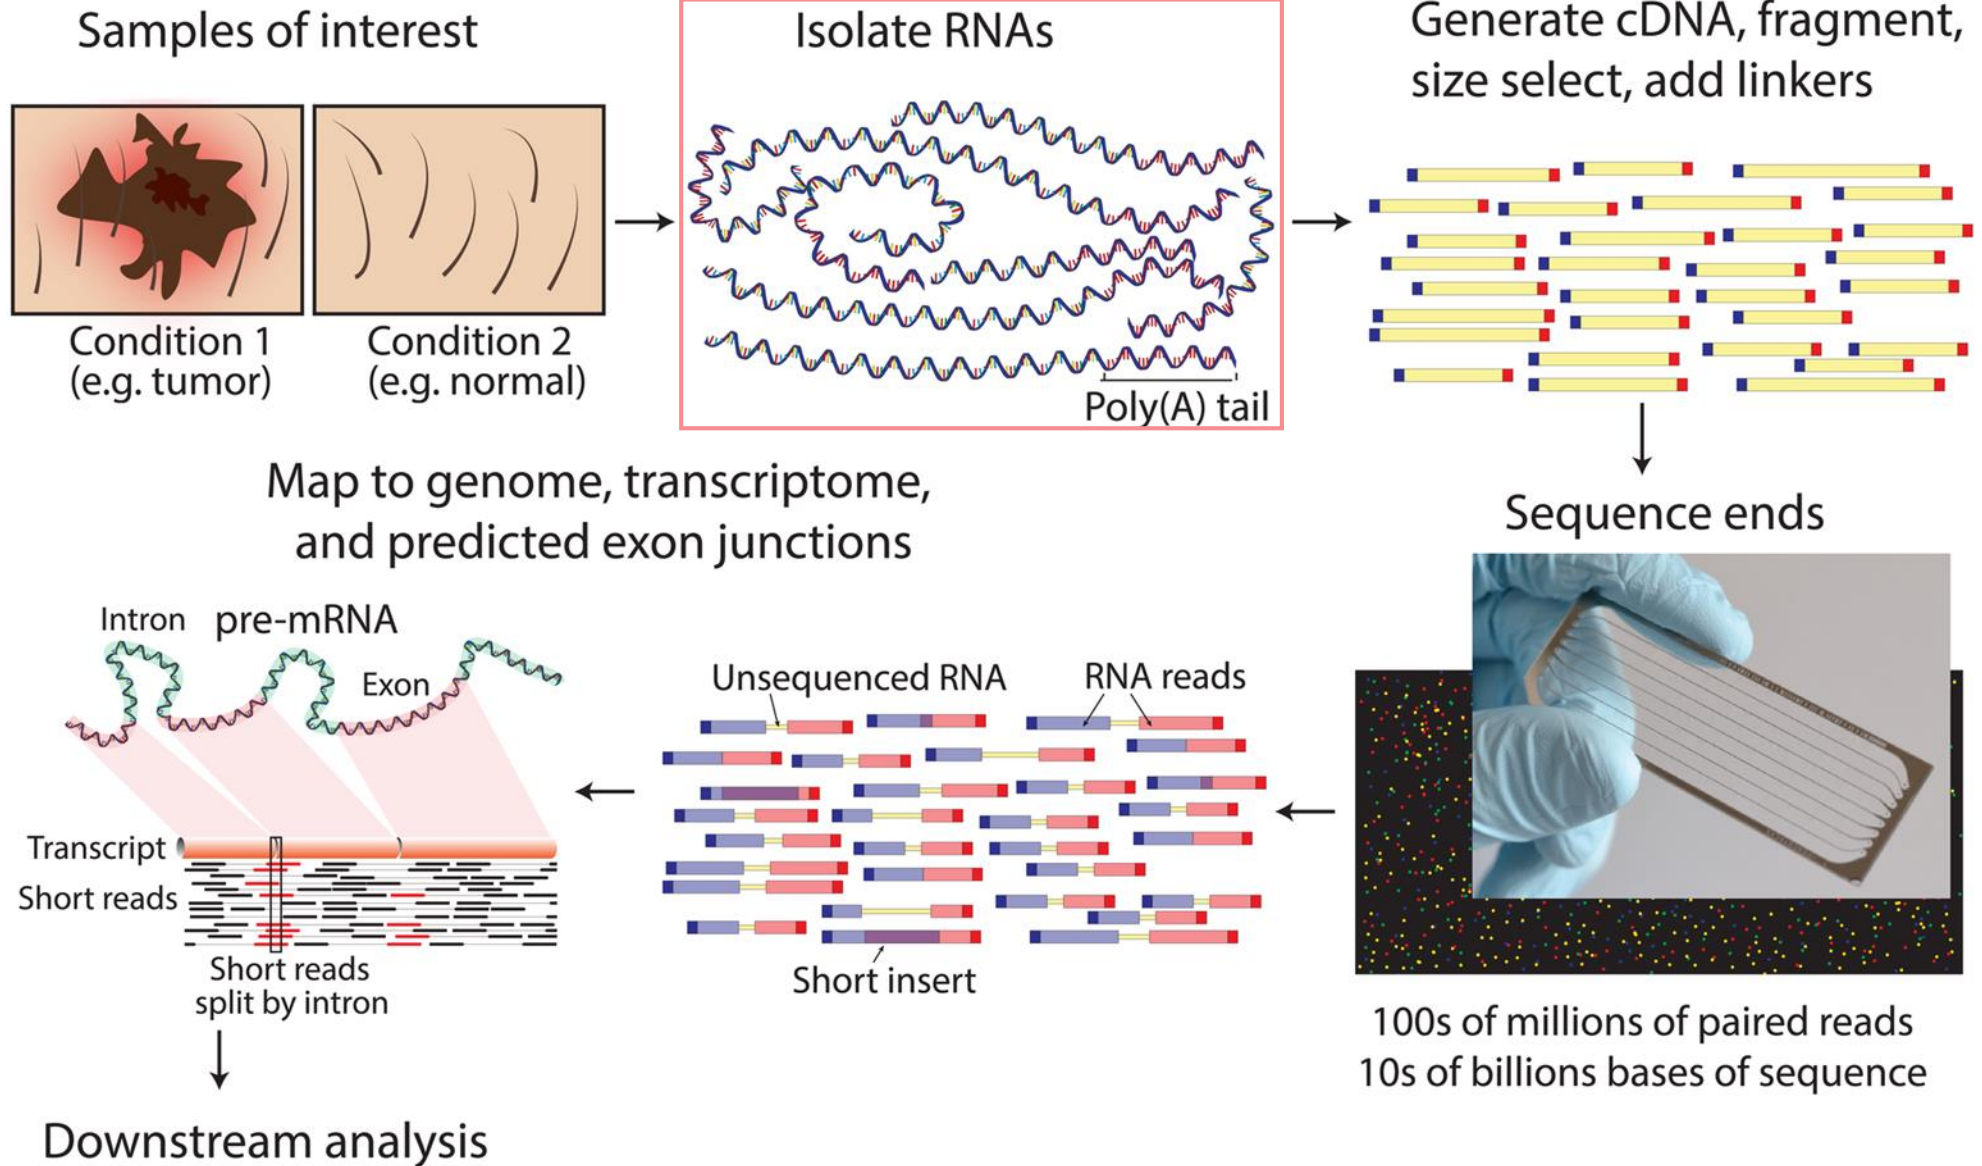 Samples of interest
Condition 1
(e.g. tumor)
Condition 2
(e.g. normal)
Isolate RNAs
Poly(A) tail
Generate cDNA, fragment,
size select, add linkers
Sequence ends
100s of millions of paired reads
10s of billions bases of sequence
Unsequenced RNA
RNA reads
Short insert
Map to genome, transcriptome,
and predicted exon junctions
Intron
pre-mRNA
Exon
Transcript
Short reads
Short reads
split by intron
Downstream analysis